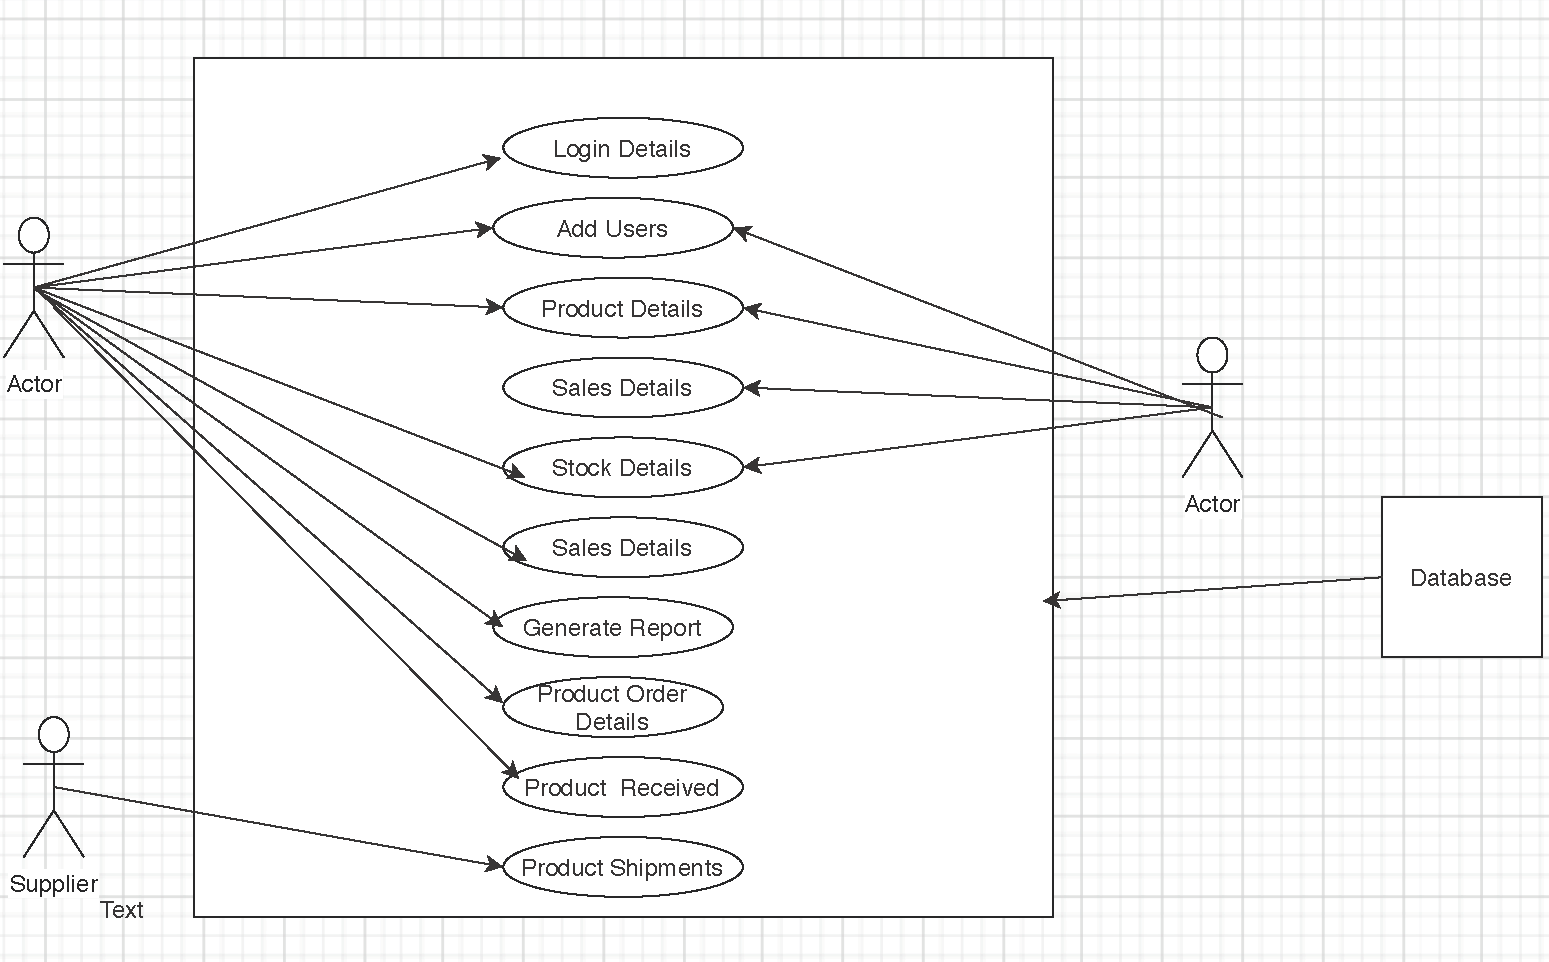 Login Details
Add Users
Product Details
Actor
Sales Details
Stock Details
Actor
Sales Details
Database
Generate Report
Product Order
Details
Product  Received
Product Shipments
Supplier
Text